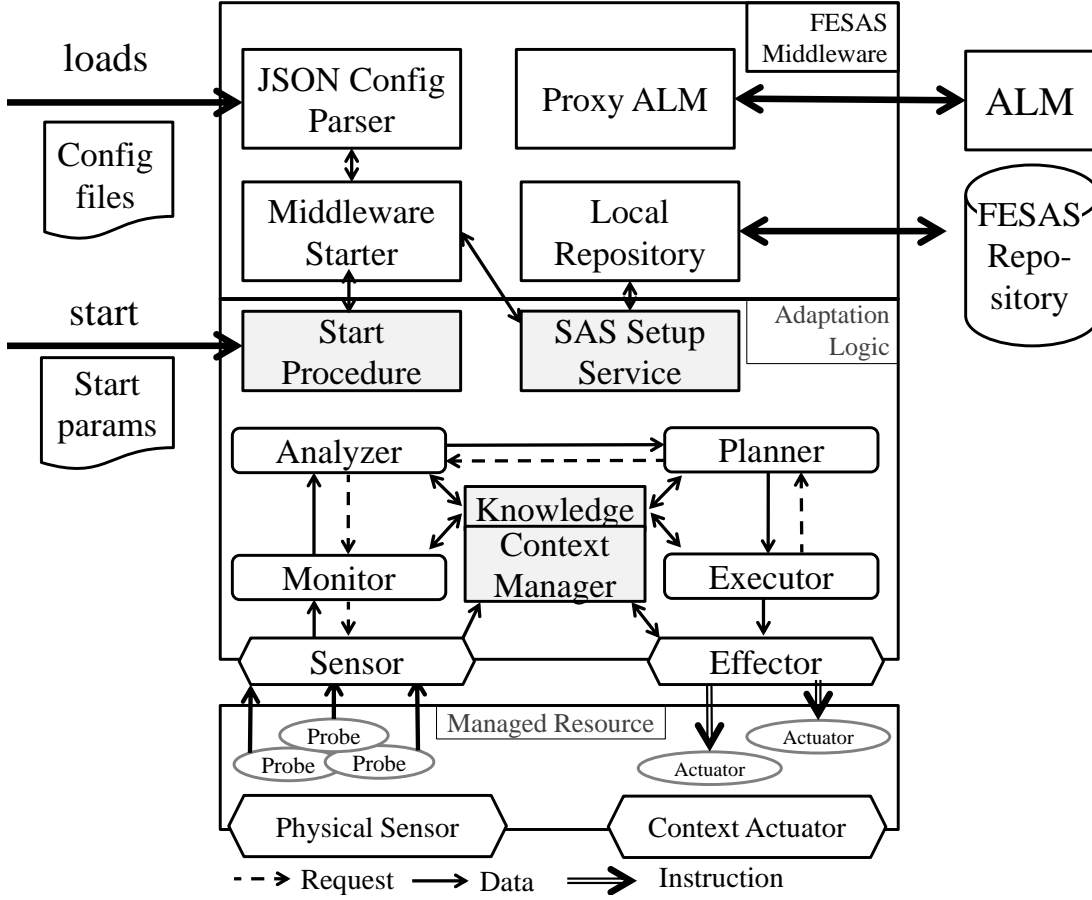 FESAS
Middleware
loads
JSON Config
Parser
Proxy ALM
ALM
Config
files
Middleware
Starter
Local
Repository
FESAS
Repo-
sitory
start
Start
Procedure
SAS Setup
Service
Adaptation
Logic
Start
params
Analyzer
Planner
Knowledge
Context
Manager
Monitor
Executor
Sensor
Effector
Managed Resource
Probe
Probe
Probe
Actuator
Actuator
Physical Sensor
Context Actuator
Request
Data
Instruction